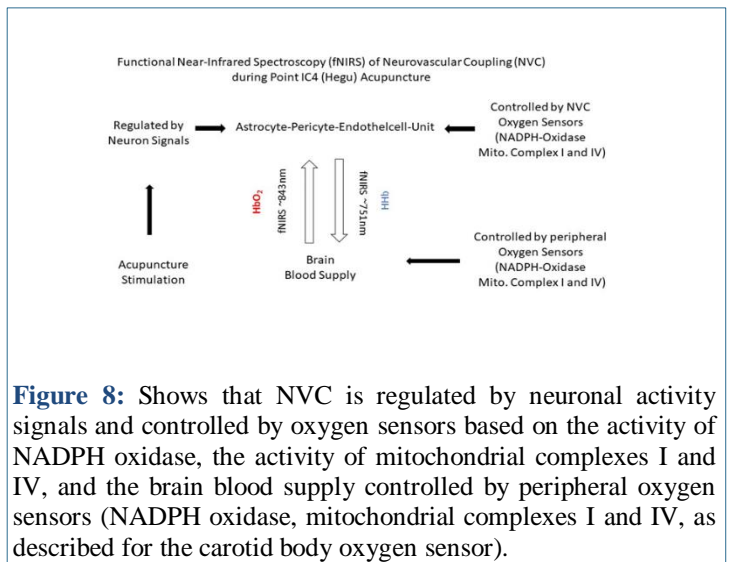 Functional Near-Infrared Spectroscopy (fNIRS) of Neurovascular Coupling (NVC)
during Point IC4 (Hegu) Acupuncture
Regulated by
Neuron Signals
Astrocyte-Pericyte-Endothelcell-Unit
Controlled by NVC
Oxygen Sensors
(NADPH-Oxidase
Mito. Complex I and IV)
HbO₂
fNIRS ~843nm
fNIRS ~751nm
HHb
Acupuncture
Stimulation
Brain
Blood Supply
Controlled by peripheral
Oxygen Sensors
(NADPH-Oxidase
Mito. Complex I and IV)
Figure 8: Shows that NVC is regulated by neuronal activity
signals and controlled by oxygen sensors based on the activity of
NADPH oxidase, the activity of mitochondrial complexes I and
IV, and the brain blood supply controlled by peripheral oxygen
sensors (NADPH oxidase, mitochondrial complexes I and IV, as
described for the carotid body oxygen sensor).